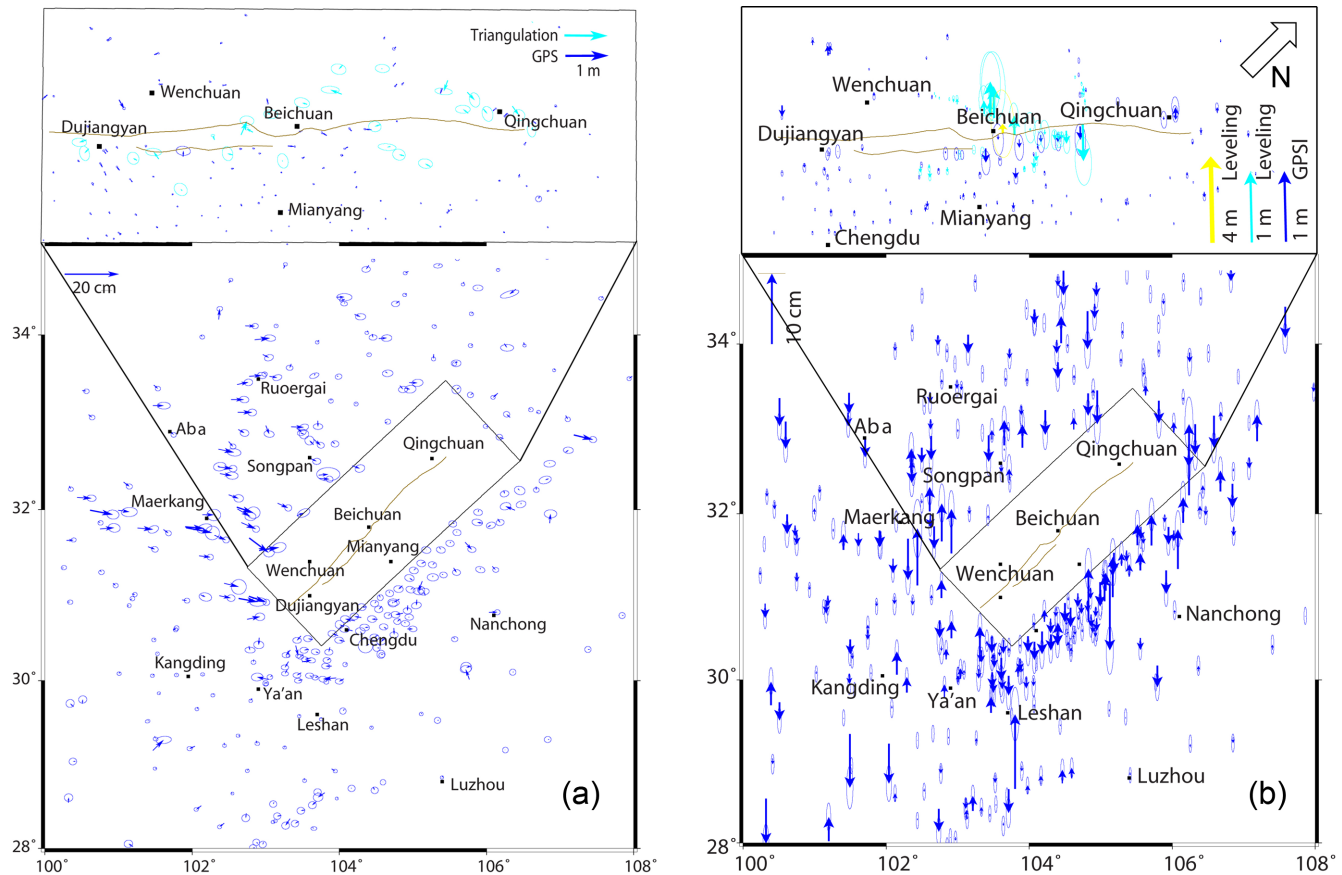 Triangulation
GPS
1 m
Wenchuan
Beichuan
Qingchuan
Dujiangyan
Mianyang
20 cm
34°
Ruoergai
Aba
Qingchuan
Songpan
32°
Maerkang
Beichuan
Mianyang
Wenchuan
Dujiangyan
Nanchong
Chengdu
Kangding
30°
Ya'an
Leshan
Luzhou
(a)
28°
100°
102°
104°
106°
108°
N
Wenchuan
Beichuan
Qingchuan
Dujiangyan
Mianyang
Chengdu
4 m Leveling
1 m Leveling
1 m GPS|
10 cm
34°
Ruoergai
Aba
Qingchuan
Songpan
32°
Maerkang
Beichuan
Wenchuan
Nanchong
30°
Kangding
Ya'an
Leshan
Luzhou
(b)
28°
100°
102°
104°
106°
108°